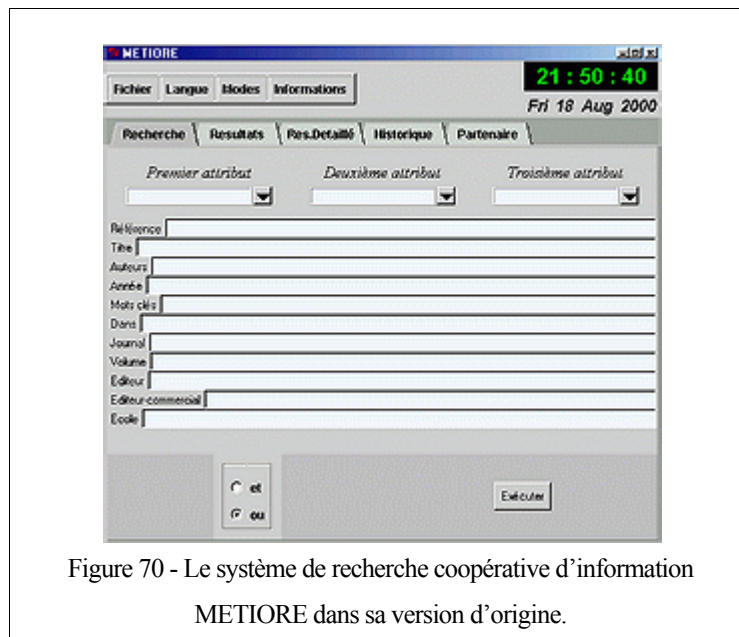 METIORE
Fichier Langue Modes Informations
21 : 50 : 40
Fri 18 Aug 2000
Recherche Resultats Res.Detaillé Historique Partenaire
Premier attribut Deuxième attribut Troisième attribut
Référence
Titre
Auteurs
Année
Mots clés
Dans
Journal
Volume
Editeur
Editeur-commercial
Ecole
et
ou
Exécuter
Figure 70 - Le système de recherche coopérative d’information
METIORE dans sa version d’origine.